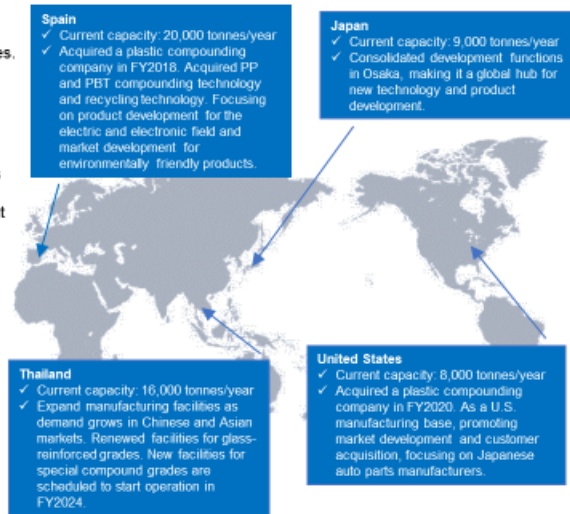 Spain
✓ Current capacity: 20,000 tonnes/year
✓ Acquired a plastic compounding
company in FY2018. Acquired PP
and PBT compounding technology
and recycling technology. Focusing
on product development for the
electric and electronic field and
market development for
environmentally friendly products.
Japan
✓ Current capacity: 9,000 tonnes/year
✓ Consolidated development functions
in Osaka, making it a global hub for
new technology and product
development.
Thailand
✓ Current capacity: 16,000 tonnes/year
✓ Expand manufacturing facilities as
demand grows in Chinese and Asian
markets. Renewed facilities for glass-
reinforced grades. New facilities for
special compound grades are
scheduled to start operation in
FY2024.
United States
✓ Current capacity: 8,000 tonnes/year
✓ Acquired a plastic compounding
company in FY2020. As a U.S.
manufacturing base, promoting
market development and customer
acquisition, focusing on Japanese
auto parts manufacturers.